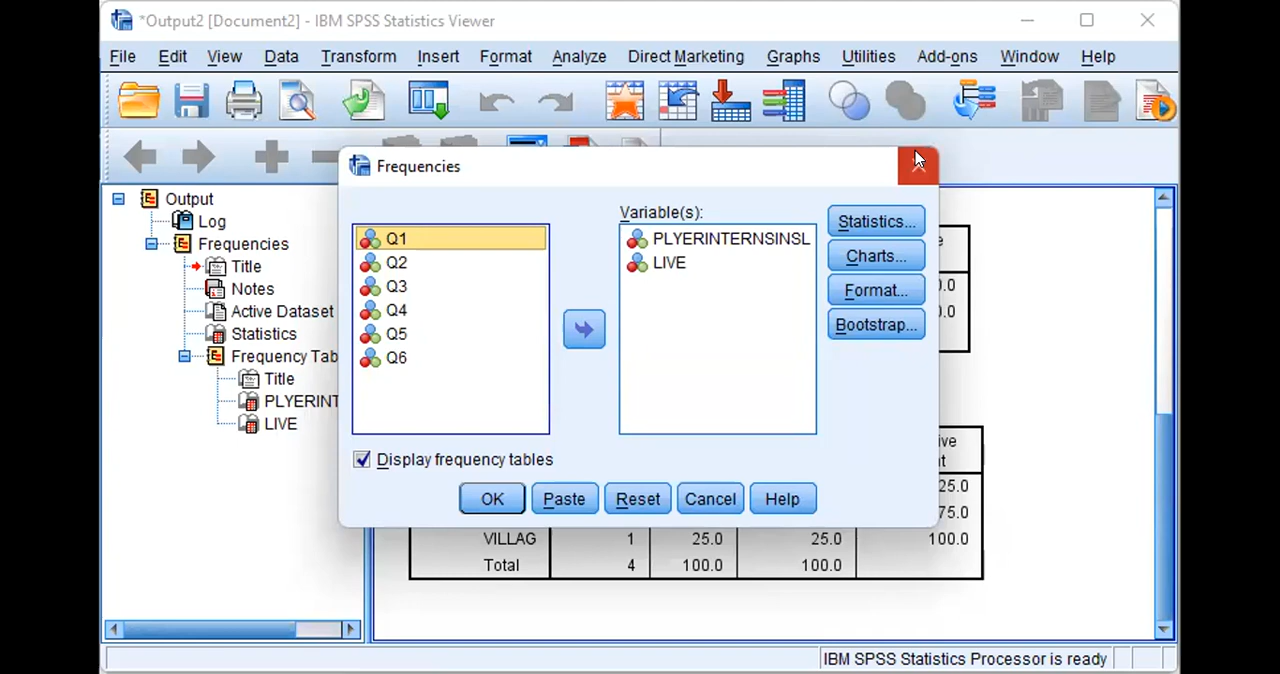 *Output2 [Document2] - IBM SPSS Statistics Viewer
File Edit View Data Transform Insert Format Analyze Direct Marketing Graphs Utilities Add-ons Window Help
Frequencies
Output
Log
Frequencies
Title
Notes
Active Dataset
Statistics
Frequency Tab
Title
PLYERINT
LIVE
Q1
Q2
Q3
Q4
Q5
Q6
Variable(s):
PLYERINTERNSINSL
LIVE
Statistics...
Charts...
Format...
Bootstrap...
Display frequency tables
OK Paste Reset Cancel Help
25.0
75.0
VILLAG 1 25.0 25.0 100.0
Total 4 100.0 100.0
IBM SPSS Statistics Processor is ready